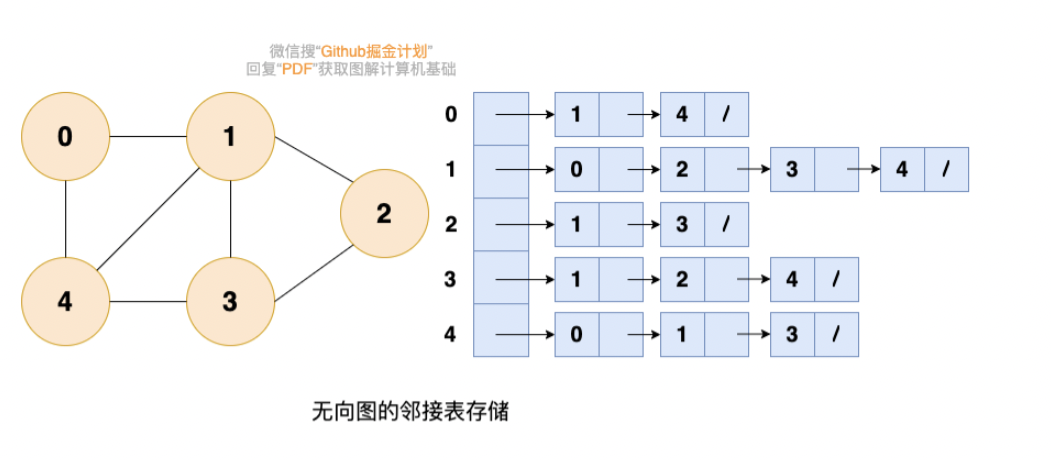 微信搜“Github掘金计划”
回复“PDF”获取图解计算机基础
0 1
2
4 3
0 1 4 /
1 0 2 3 4 /
2 1 3 /
3 1 2 4 /
4 0 1 3 /
无向图的邻接表存储